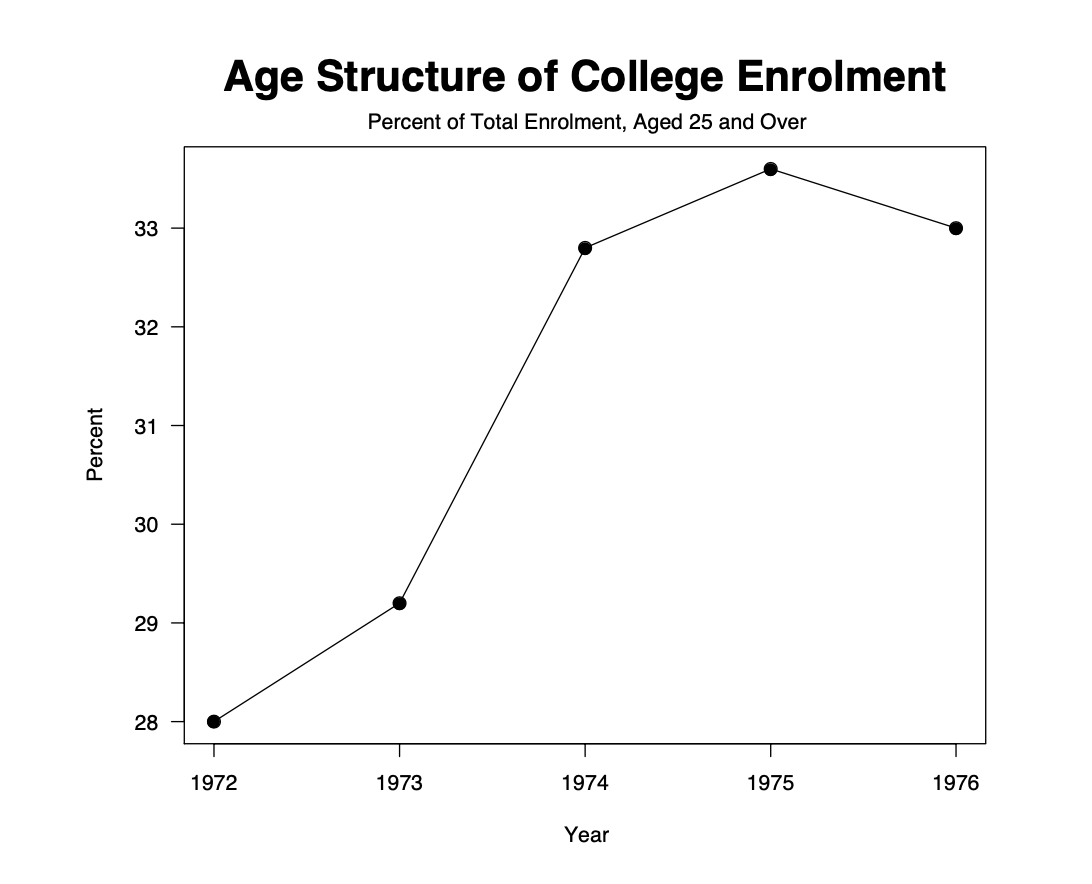 Age Structure of College Enrolment
Percent of Total Enrolment, Aged 25 and Over
33
32
31
30
29
28
Percent
1972 1973 1974 1975 1976
Year